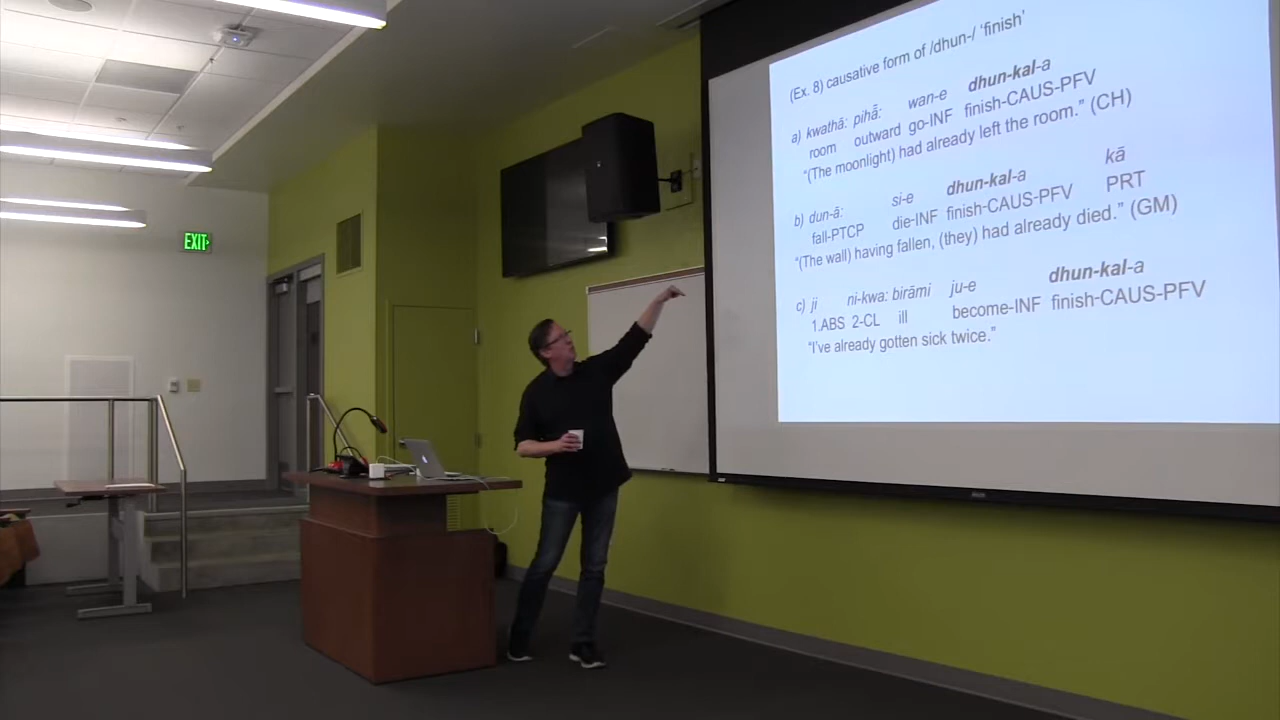 (Ex. 8) causative form of /dhun-/ ‘finish’
a) kwathā: pihā̃: wan-e dhun-kal-a
room outward go-INF finish-CAUS-PFV
“(The moonlight) had already left the room.” (CH)
b) dun-ā: si-e dhun-kal-a kā
fall-PTCP die-INF finish-CAUS-PFV PRT
“(The wall) having fallen, (they) had already died.” (GM)
c) ji ni-kwa: birāmi ju-e dhun-kal-a
1.ABS 2-CL ill become-INF finish-CAUS-PFV
“I’ve already gotten sick twice.”
EXIT